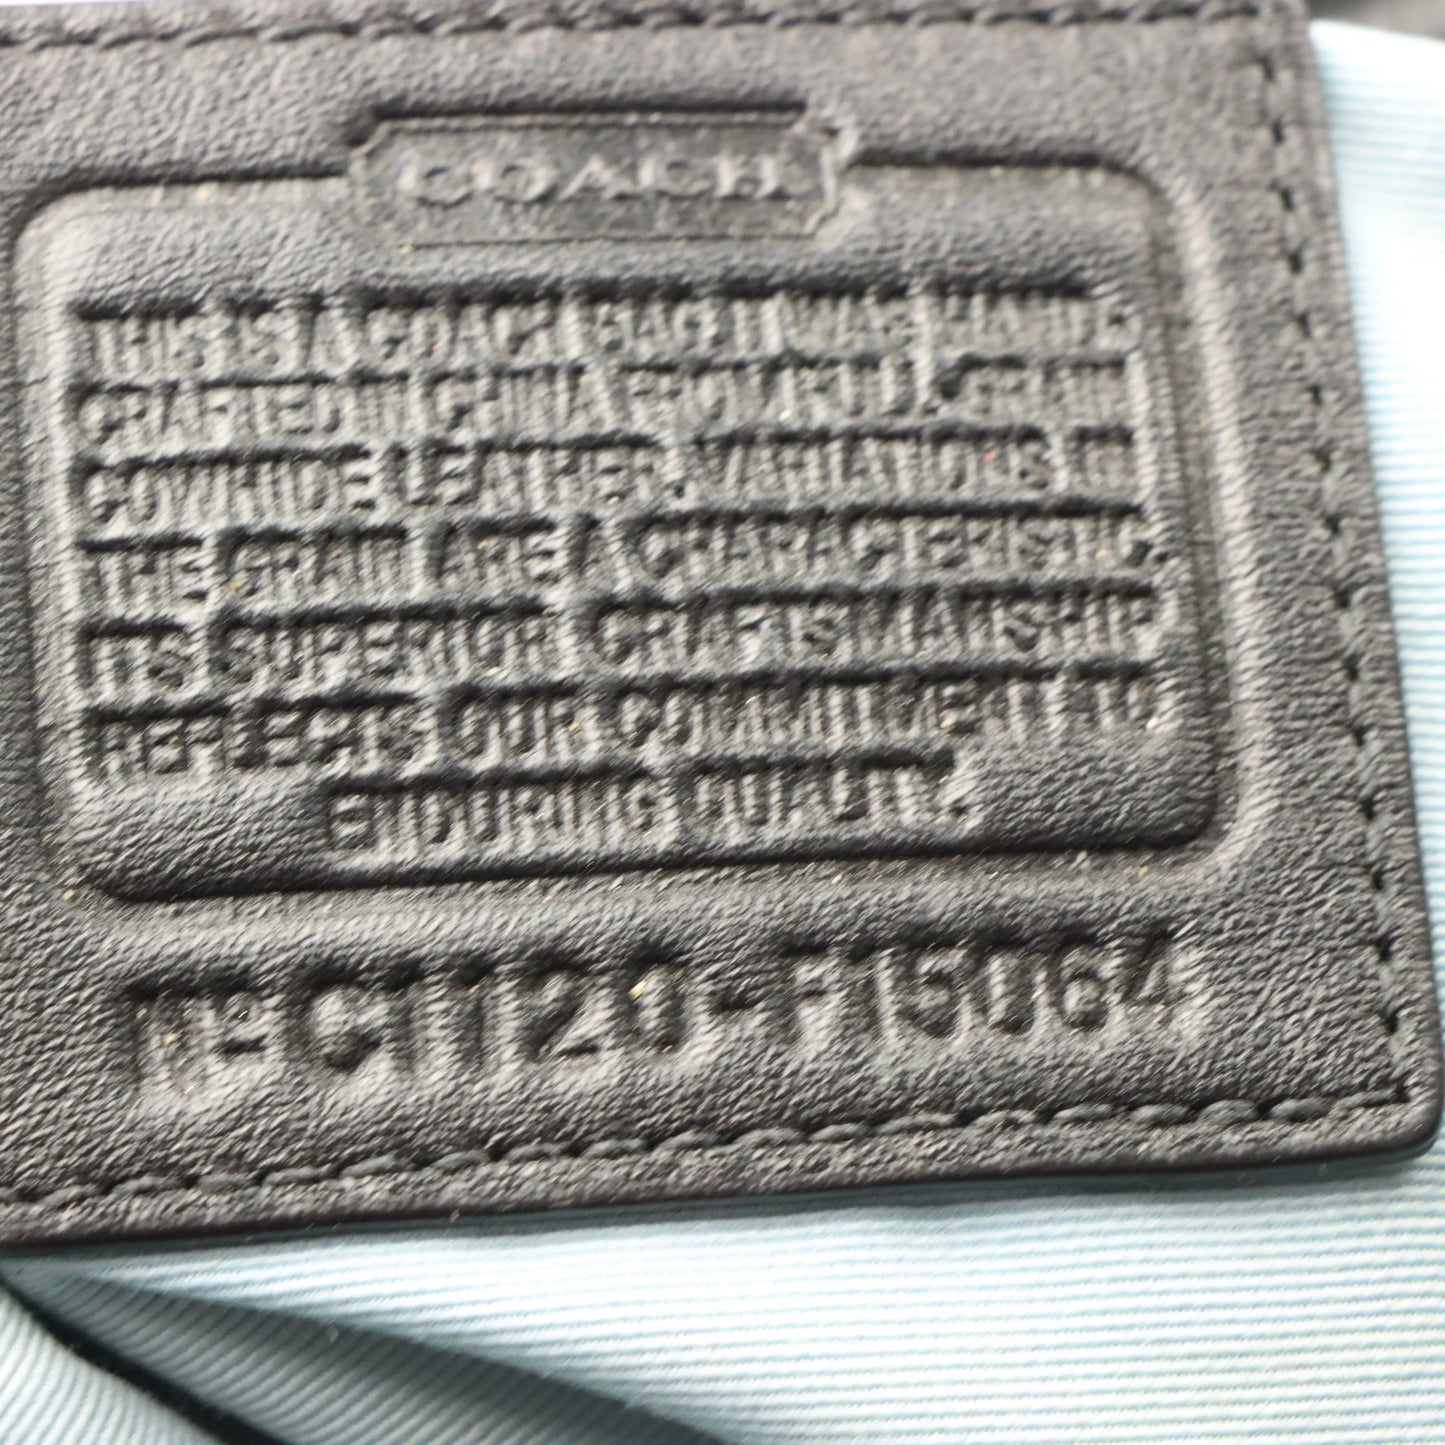 COACH
THIS IS A COACH BAG. IT WAS HAND-
CRAFTED IN CHINA FROM FULL GRAIN
COWHIDE LEATHER. VARIATIONS IN
THE GRAIN ARE A CHARACTERISTIC.
ITS SUPERIOR CRAFTSMANSHIP
REFLECTS OUR COMMITMENT TO
ENDURING QUALITY.
Nº C1120-F15064